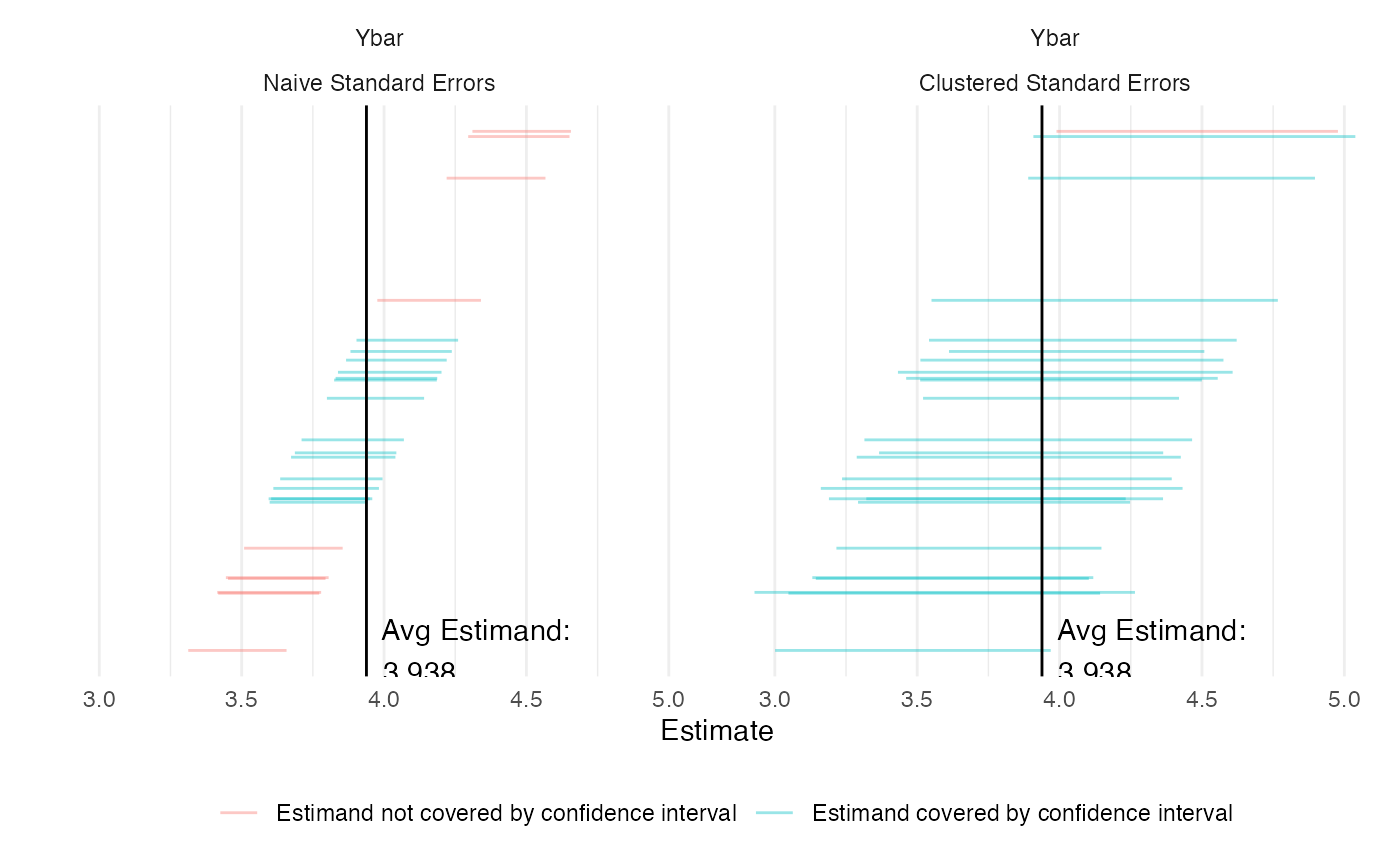 Ybar
Ybar
Naive Standard Errors
Clustered Standard Errors
Avg Estimand:
3.938
Avg Estimand:
3.938
3.0 3.5 4.0 4.5 5.0
3.0 3.5 4.0 4.5 5.0
Estimate
Estimand not covered by confidence interval
Estimand covered by confidence interval